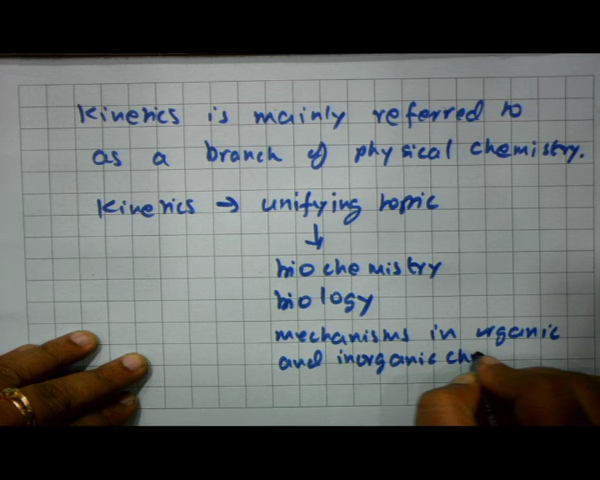 Kinetics is mainly referred to
as a branch of physical chemistry.
Kinetics → unifying topic
↓
biochemistry
biology
mechanisms in organic
and inorganic che